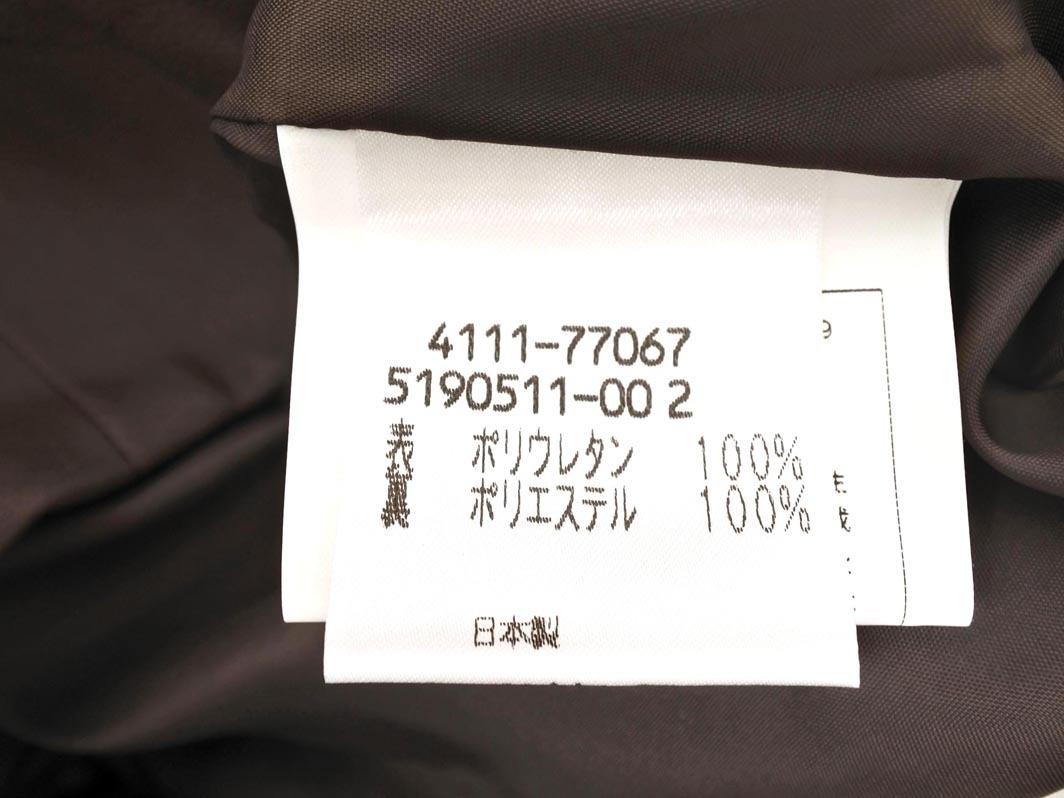 4111-77067
5190511-00 2
表 ポリウレタン 100%
裏 ポリエステル 100%
日本製